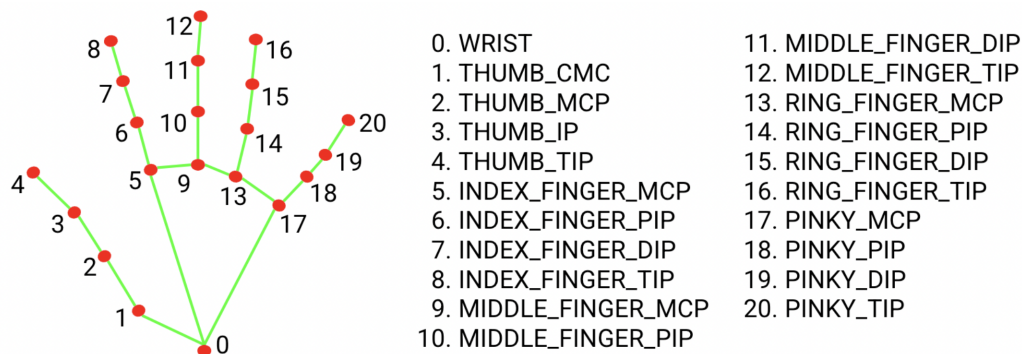 12
8
16
11
7
15
10
20
6
14
19
4
5
9
13
18
3
17
2
1
0
0. WRIST
1. THUMB_CMC
2. THUMB_MCP
3. THUMB_IP
4. THUMB_TIP
5. INDEX_FINGER_MCP
6. INDEX_FINGER_PIP
7. INDEX_FINGER_DIP
8. INDEX_FINGER_TIP
9. MIDDLE_FINGER_MCP
10. MIDDLE_FINGER_PIP
11. MIDDLE_FINGER_DIP
12. MIDDLE_FINGER_TIP
13. RING_FINGER_MCP
14. RING_FINGER_PIP
15. RING_FINGER_DIP
16. RING_FINGER_TIP
17. PINKY_MCP
18. PINKY_PIP
19. PINKY_DIP
20. PINKY_TIP